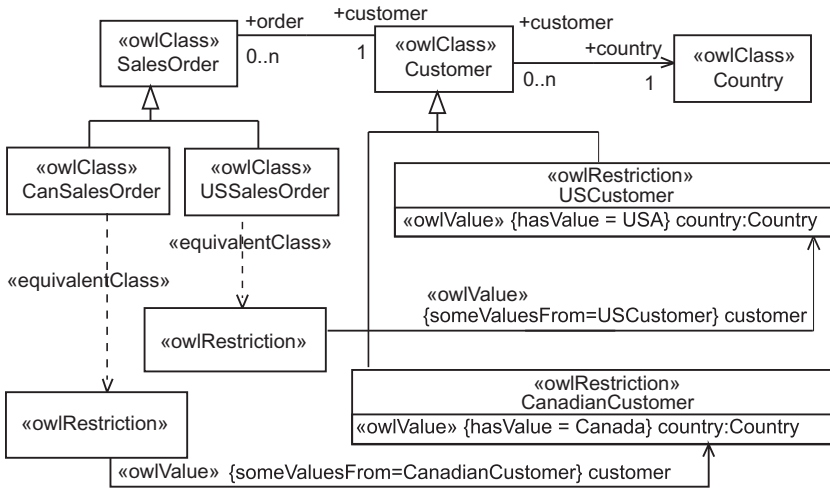 +order
+customer
+customer
«owlClass»
SalesOrder
0..n
1
«owlClass»
Customer
0..n
+country
1
«owlClass»
Country
«owlClass»
CanSalesOrder
«owlClass»
USSalesOrder
«owlRestriction»
USCustomer
«owlValue» {hasValue = USA} country:Country
«equivalentClass»
«equivalentClass»
«owlValue»
{someValuesFrom=USCustomer} customer
«owlRestriction»
«owlRestriction»
CanadianCustomer
«owlValue» {hasValue = Canada} country:Country
«owlRestriction»
«owlValue» {someValuesFrom=CanadianCustomer} customer